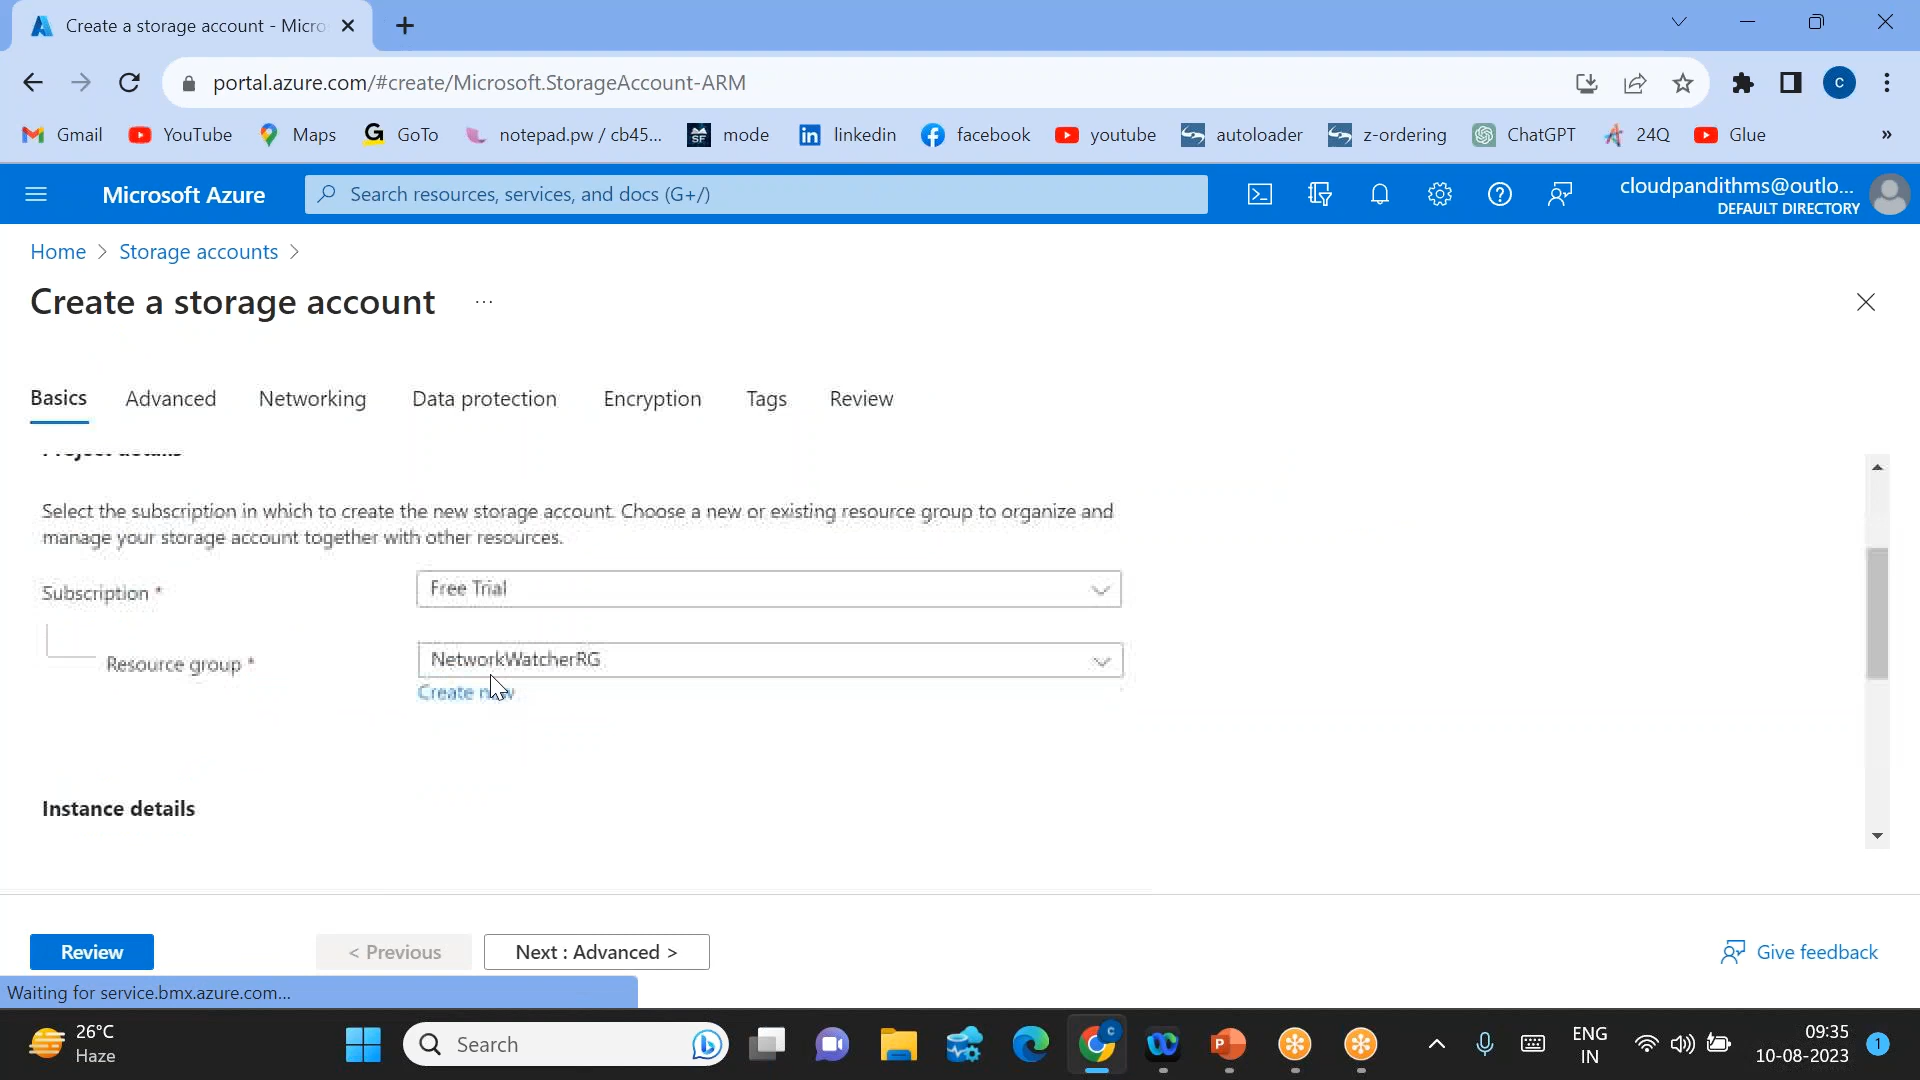 Create a storage account - Micro
portal.azure.com/#create/Microsoft.StorageAccount-ARM
C
Gmail
YouTube
Maps
GoTo
notepad.pw / cb45...
mode
linkedin
facebook
youtube
autoloader
z-ordering
ChatGPT
24Q
Glue
»
Microsoft Azure
Search resources, services, and docs (G+/)
cloudpandithms@outlo...
DEFAULT DIRECTORY
Home > Storage accounts >
Create a storage account ...
Basics
Advanced
Networking
Data protection
Encryption
Tags
Review
Project details
Select the subscription in which to create the new storage account. Choose a new or existing resource group to organize and
manage your storage account together with other resources.
Subscription *
Free Trial
Resource group *
NetworkWatcherRG
Create new
Instance details
Review
< Previous
Next : Advanced >
Give feedback
Waiting for service.bmx.azure.com...
26°C
Haze
Search
ENG
IN
09:35
10-08-2023
1